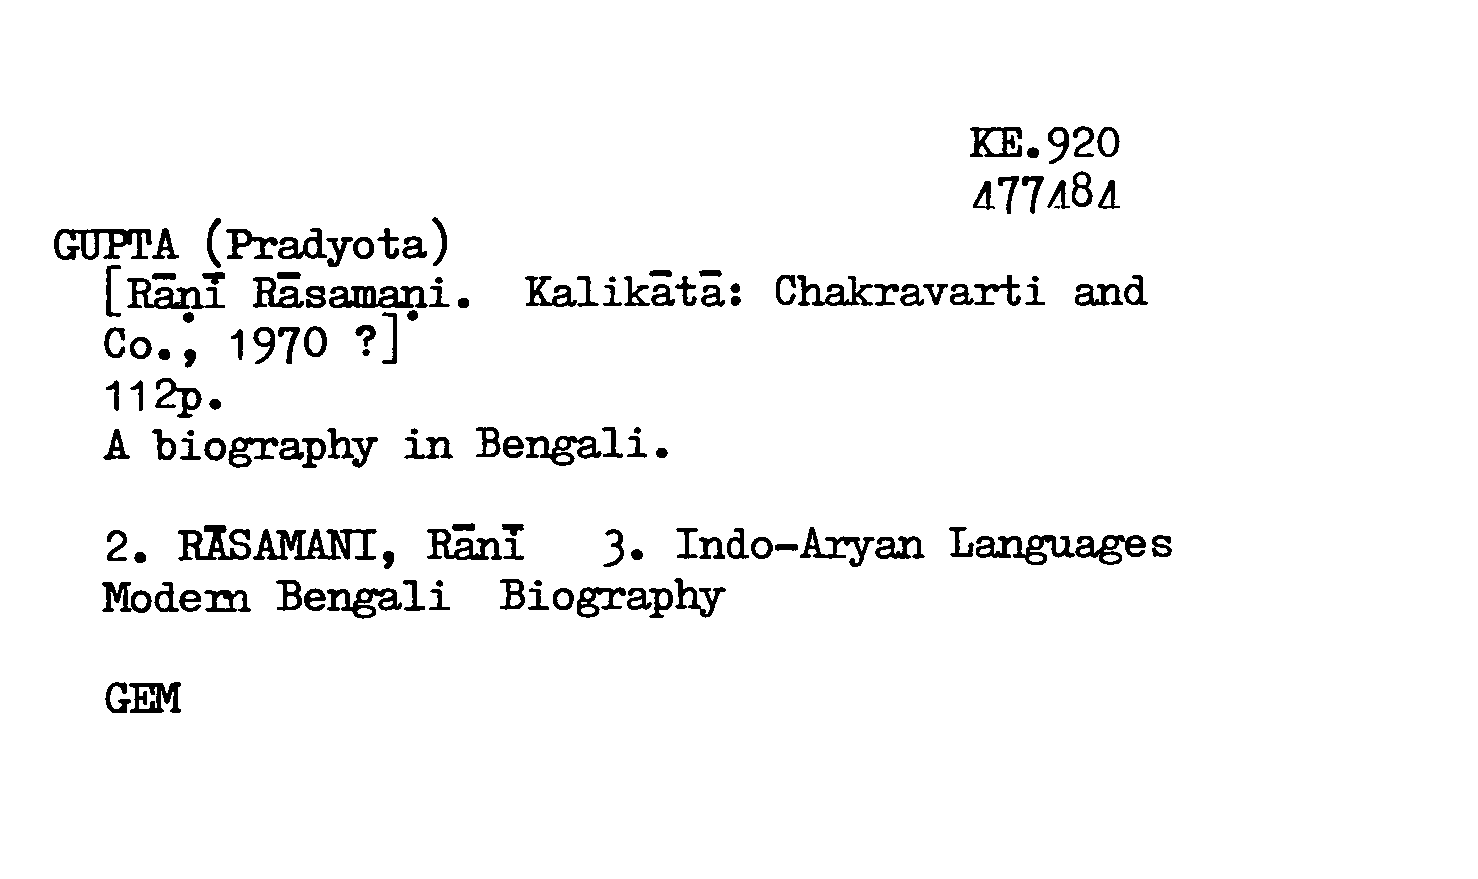 KE.920
477484
GUPTA (Pradyota)
[Rāṇī Rāsamaṇi. Kalikātā: Chakravarti and
Co., 1970 ?]
112p.
A biography in Bengali.
2. RĀSAMANI, Rānī 3. Indo-Aryan Languages
Modern Bengali Biography
GEM